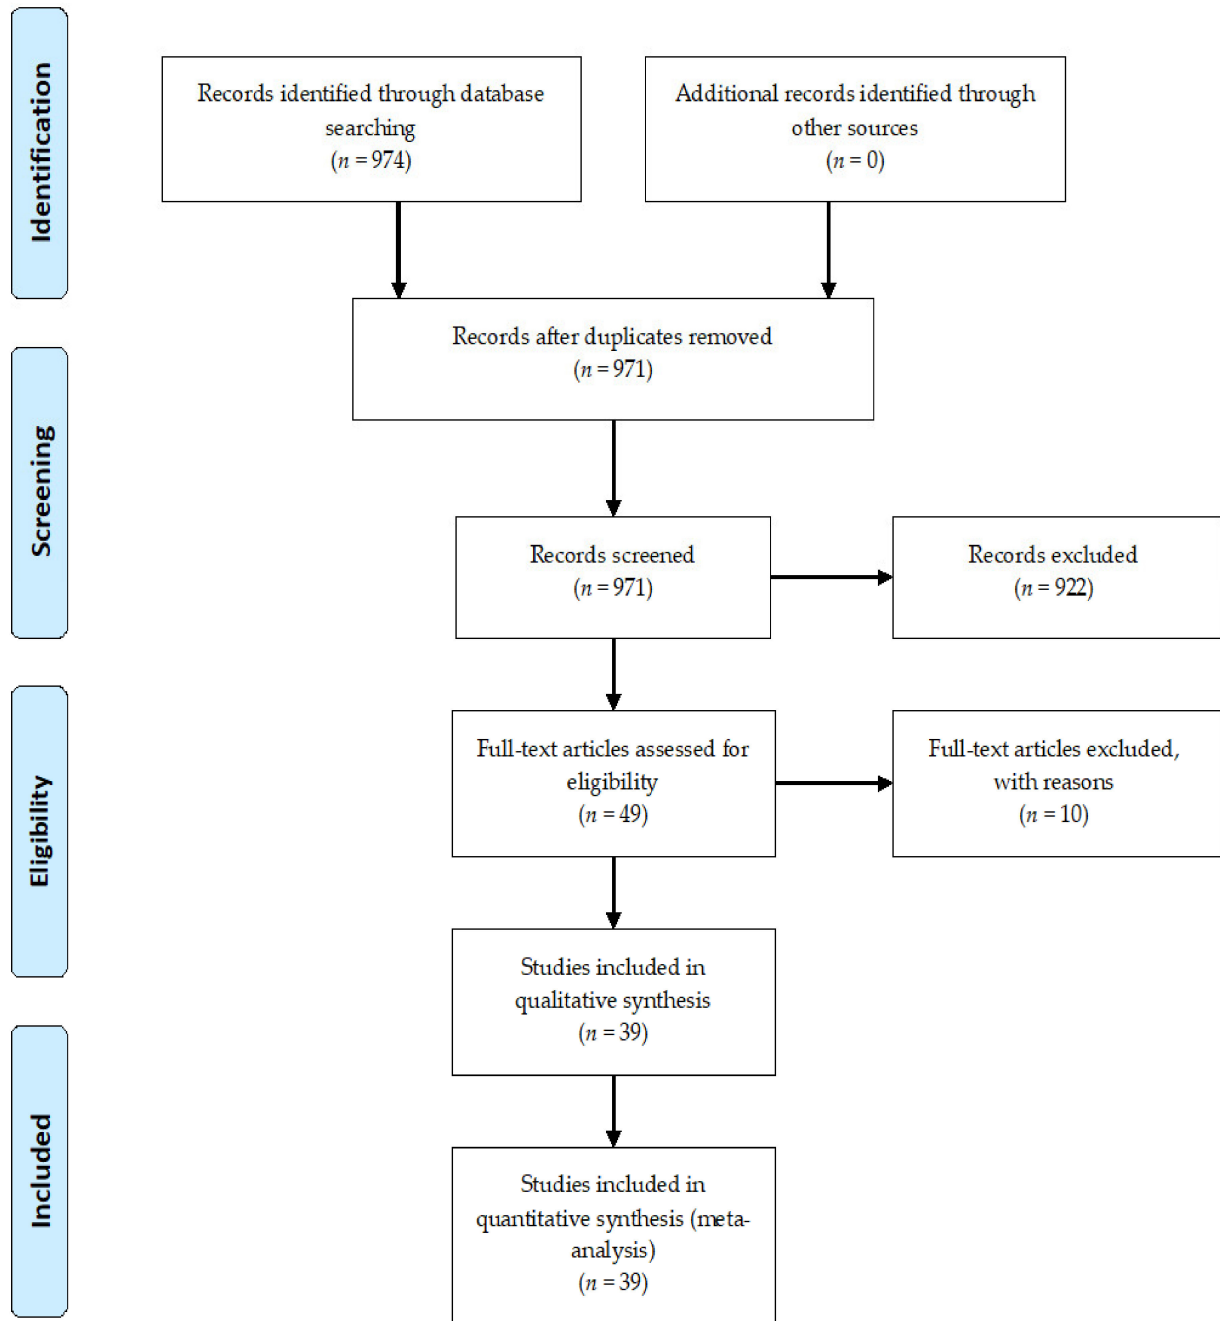 Identification
Records identified through database
searching
(n = 974)
Additional records identified through
other sources
(n = 0)
Records after duplicates removed
(n = 971)
Screening
Records screened
(n = 971)
Records excluded
(n = 922)
Eligibility
Full-text articles assessed for
eligibility
(n = 49)
Full-text articles excluded,
with reasons
(n = 10)
Studies included in
qualitative synthesis
(n = 39)
Included
Studies included in
quantitative synthesis (meta-
analysis)
(n = 39)